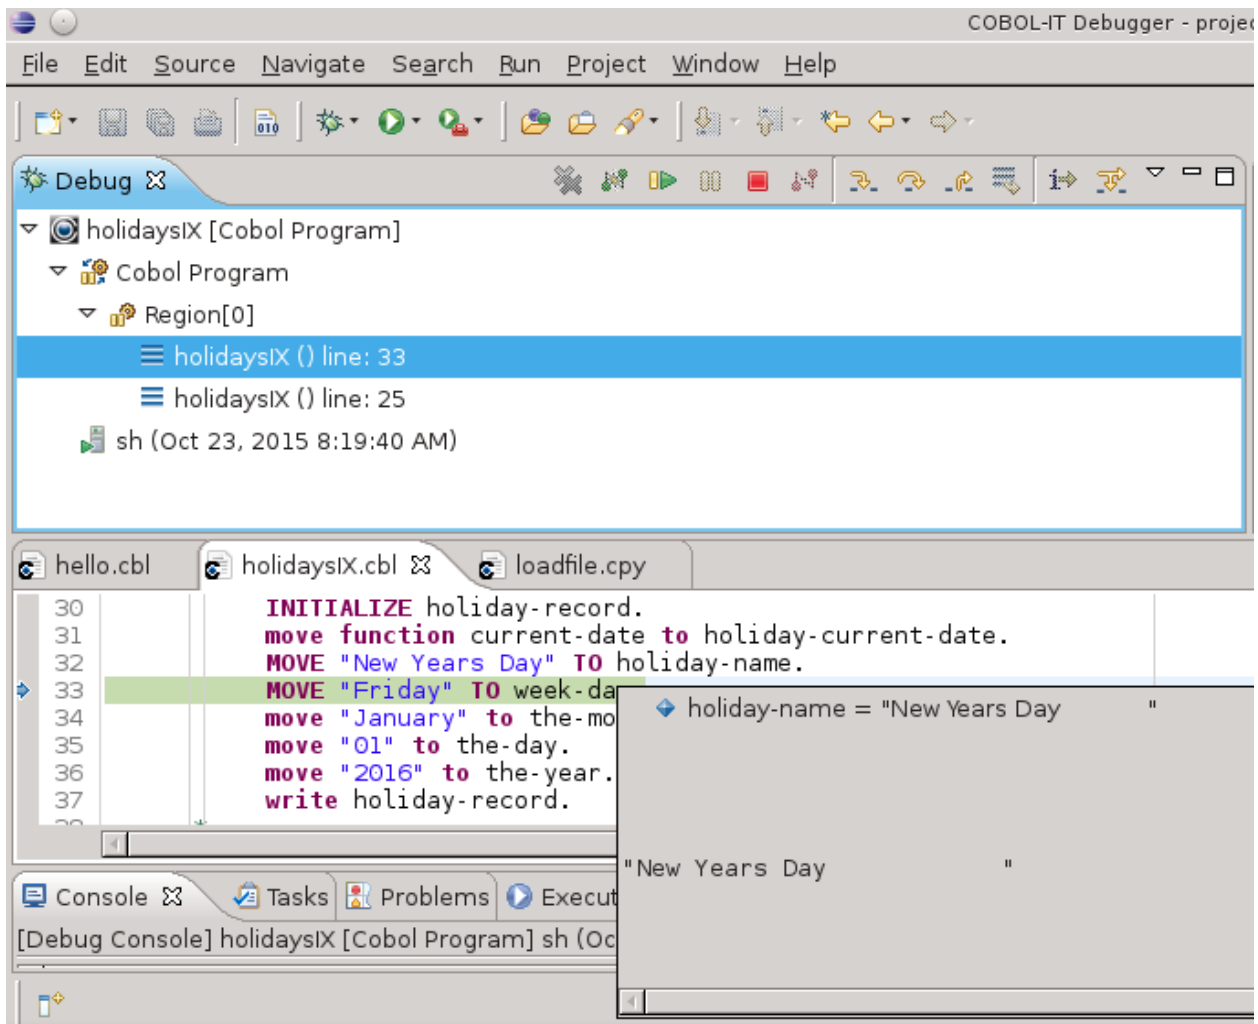 COBOL-IT Debugger - projec
File Edit Source Navigate Search Run Project Window Help
010
Debug
holidaysIX [Cobol Program]
Cobol Program
Region[0]
holidaysIX () line: 33
holidaysIX () line: 25
sh (Oct 23, 2015 8:19:40 AM)
hello.cbl holidaysIX.cbl loadfile.cpy
30 INITIALIZE holiday-record.
31 move function current-date to holiday-current-date.
32 MOVE "New Years Day" TO holiday-name.
33 MOVE "Friday" TO week-da
34 move "January" to the-mo
35 move "01" to the-day.
36 move "2016" to the-year.
37 write holiday-record.
*
holiday-name = "New Years Day "
"New Years Day "
Console Tasks Problems Execut
[Debug Console] holidaysIX [Cobol Program] sh (Oc